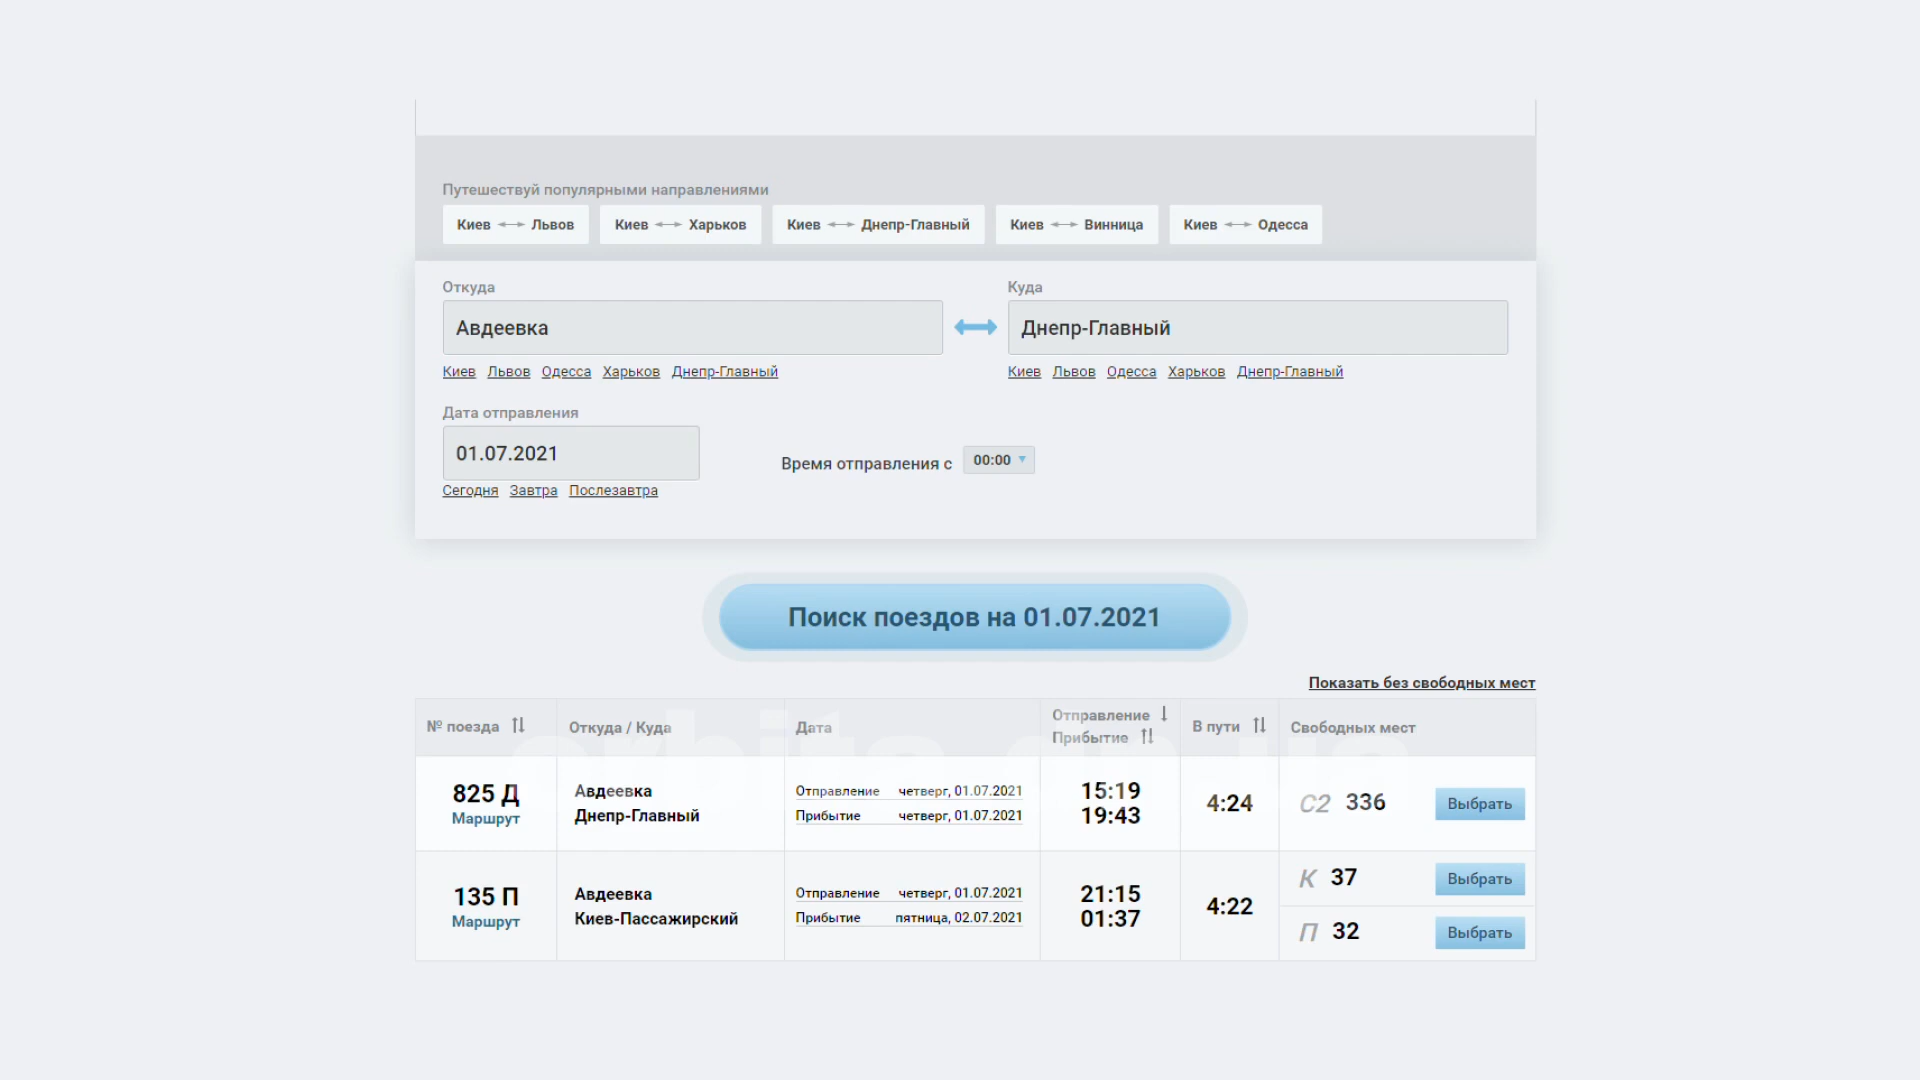 Путешествуй популярными направлениями
Киев Львов Киев Харьков Киев Днепр-Главный Киев Винница Киев Одесса
Откуда Куда
Авдеевка Днепр-Главный
Киев Львов Одесса Харьков Днепр-Главный Киев Львов Одесса Харьков Днепр-Главный
Дата отправления
01.07.2021 Время отправления с 00:00
Сегодня Завтра Послезавтра
Поиск поездов на 01.07.2021
Показать без свободных мест
№ поезда Откуда / Куда Дата Отправление Прибытие В пути Свободных мест
825 Д Маршрут
Авдеевка
Днепр-Главный
Отправление четверг, 01.07.2021
Прибытие четверг, 01.07.2021
15:19
19:43
4:24
С2 336 Выбрать
135 П Маршрут
Авдеевка
Киев-Пассажирский
Отправление четверг, 01.07.2021
Прибытие пятница, 02.07.2021
21:15
01:37
4:22
К 37 Выбрать
П 32 Выбрать